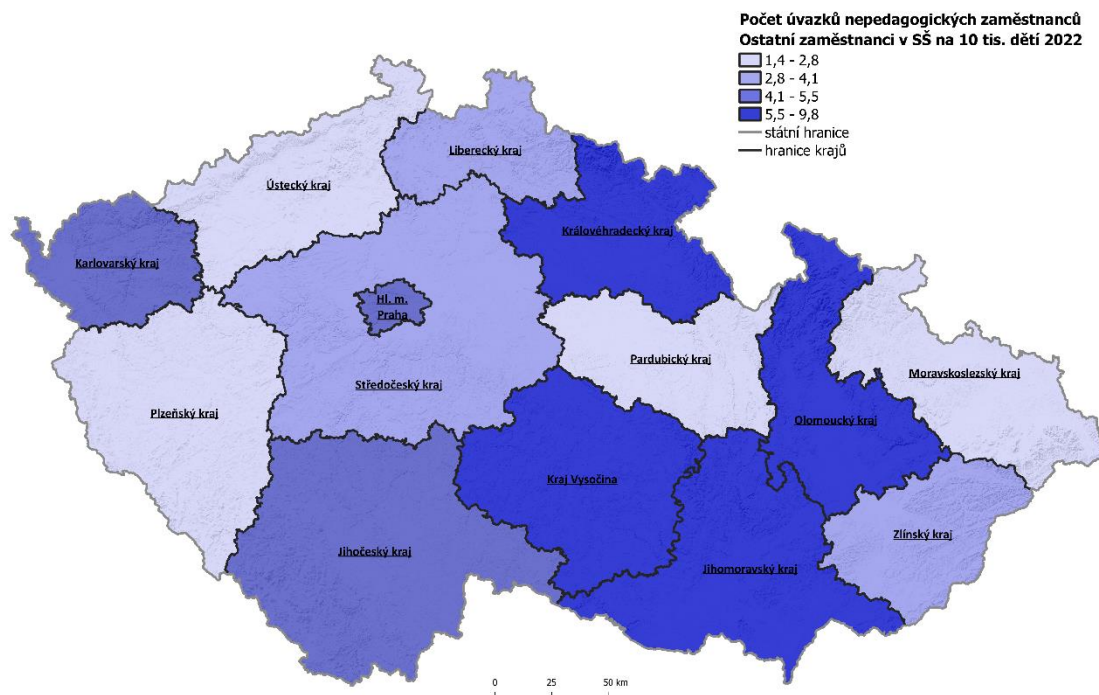 Počet úvazků nepedagogických zaměstnanců
Ostatní zaměstnanci v SŠ na 10 tis. dětí 2022
1,4 - 2,8
2,8 - 4,1
4,1 - 5,5
5,5 - 9,8
státní hranice
hranice krajů
Liberecký kraj
Ústecký kraj
Královéhradecký kraj
Karlovarský kraj
Hl. m.
Praha
Pardubický kraj
Moravskoslezský kraj
Středočeský kraj
Plzeňský kraj
Olomoucký kraj
Kraj Vysočina
Zlínský kraj
Jihočeský kraj
Jihomoravský kraj
0 25 50 km